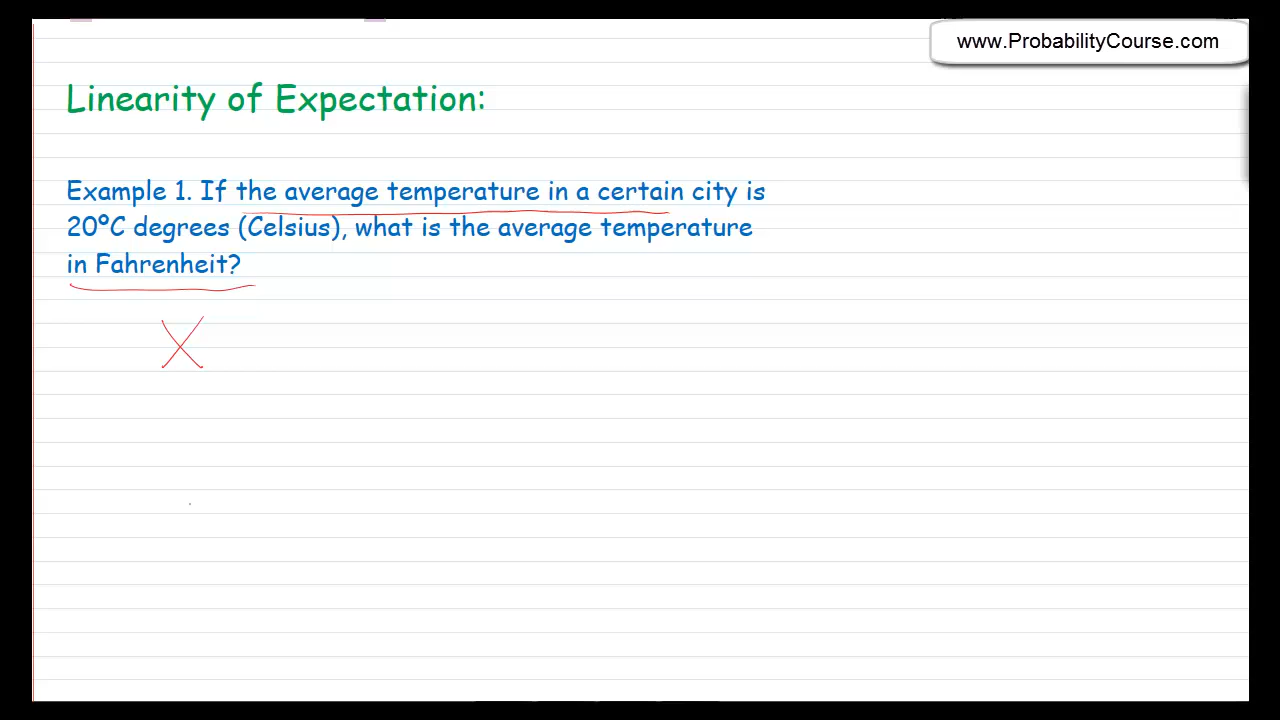 www.ProbabilityCourse.com
Linearity of Expectation:
Example 1. If the average temperature in a certain city is
20ºC degrees (Celsius), what is the average temperature
in Fahrenheit?
X